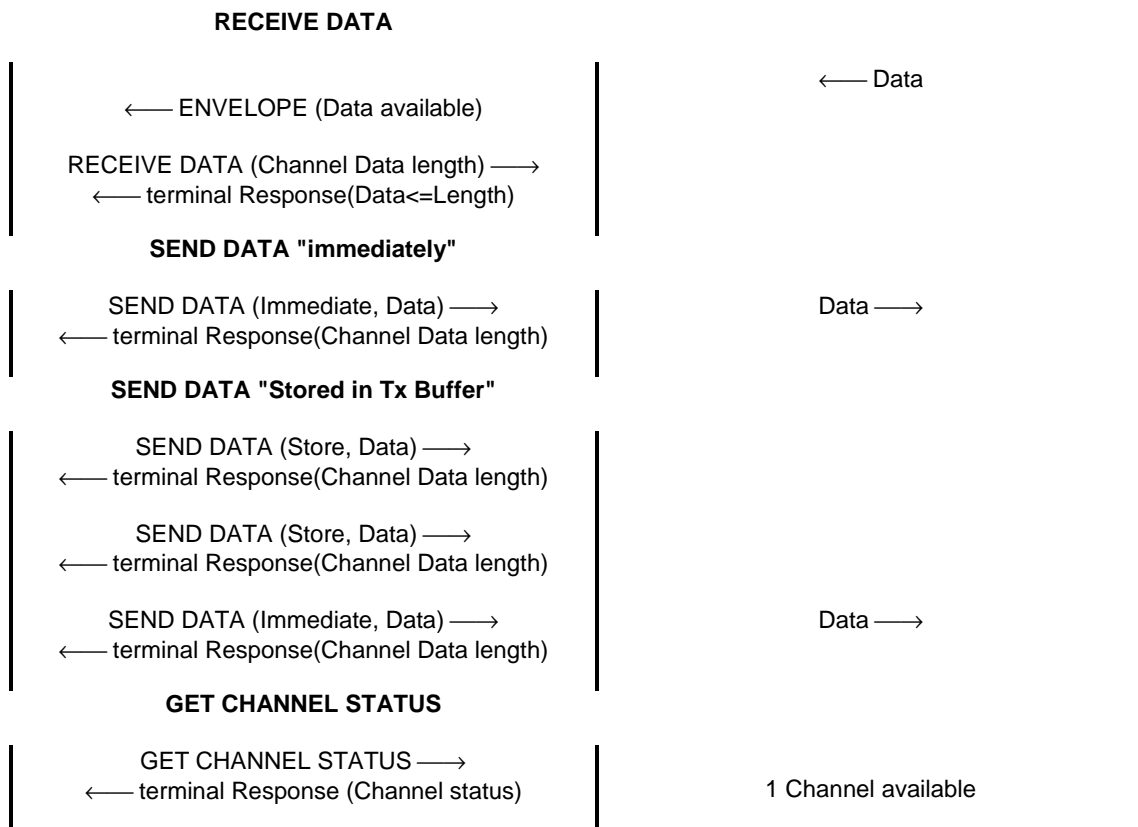 RECEIVE DATA
←—— Data
←—— ENVELOPE (Data available)
RECEIVE DATA (Channel Data length) ——→
←—— terminal Response(Data<=Length)
SEND DATA "immediately"
SEND DATA (Immediate, Data) ——→ Data ——→
←—— terminal Response(Channel Data length)
SEND DATA "Stored in Tx Buffer"
SEND DATA (Store, Data) ——→
←—— terminal Response(Channel Data length)
SEND DATA (Store, Data) ——→
←—— terminal Response(Channel Data length)
SEND DATA (Immediate, Data) ——→ Data ——→
←—— terminal Response(Channel Data length)
GET CHANNEL STATUS
GET CHANNEL STATUS ——→
←—— terminal Response (Channel status) 1 Channel available